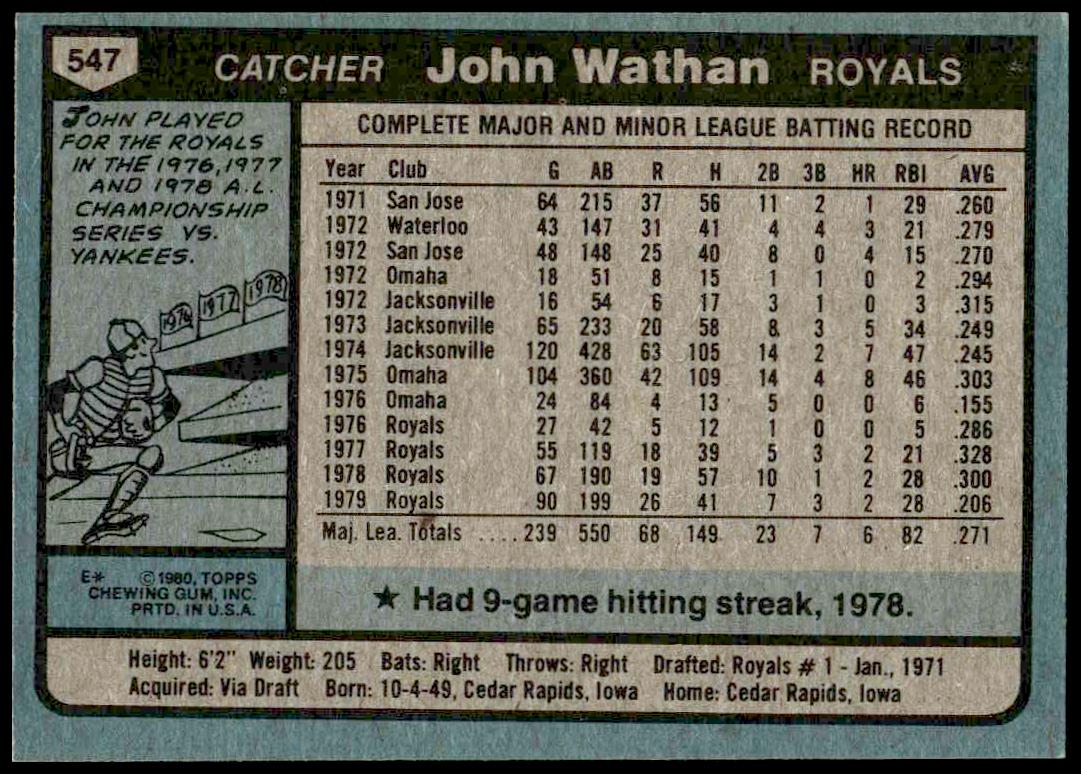 547 CATCHER John Wathan ROYALS
JOHN PLAYED
FOR THE ROYALS
IN THE 1976, 1977
AND 1978 A.L.
CHAMPIONSHIP
SERIES VS.
YANKEES.
1976 1977 1978
E* ©1980, TOPPS
CHEWING GUM, INC.
PRTD. IN U.S.A.
COMPLETE MAJOR AND MINOR LEAGUE BATTING RECORD
Year Club G AB R H 2B 3B HR RBI AVG
1971 San Jose 64 215 37 56 11 2 1 29 .260
1972 Waterloo 43 147 31 41 4 4 3 21 .279
1972 San Jose 48 148 25 40 8 0 4 15 .270
1972 Omaha 18 51 8 15 1 1 0 2 .294
1972 Jacksonville 16 54 6 17 3 1 0 3 .315
1973 Jacksonville 65 233 20 58 8 3 5 34 .249
1974 Jacksonville 120 428 63 105 14 2 7 47 .245
1975 Omaha 104 360 42 109 14 4 8 46 .303
1976 Omaha 24 84 4 13 5 0 0 6 .155
1976 Royals 27 42 5 12 1 0 0 5 .286
1977 Royals 55 119 18 39 5 3 2 21 .328
1978 Royals 67 190 19 57 10 1 2 28 .300
1979 Royals 90 199 26 41 7 3 2 28 .206
Maj. Lea. Totals .... 239 550 68 149 23 7 6 82 .271
★ Had 9-game hitting streak, 1978.
Height: 6'2" Weight: 205 Bats: Right Throws: Right Drafted: Royals # 1 - Jan., 1971
Acquired: Via Draft Born: 10-4-49, Cedar Rapids, Iowa Home: Cedar Rapids, Iowa